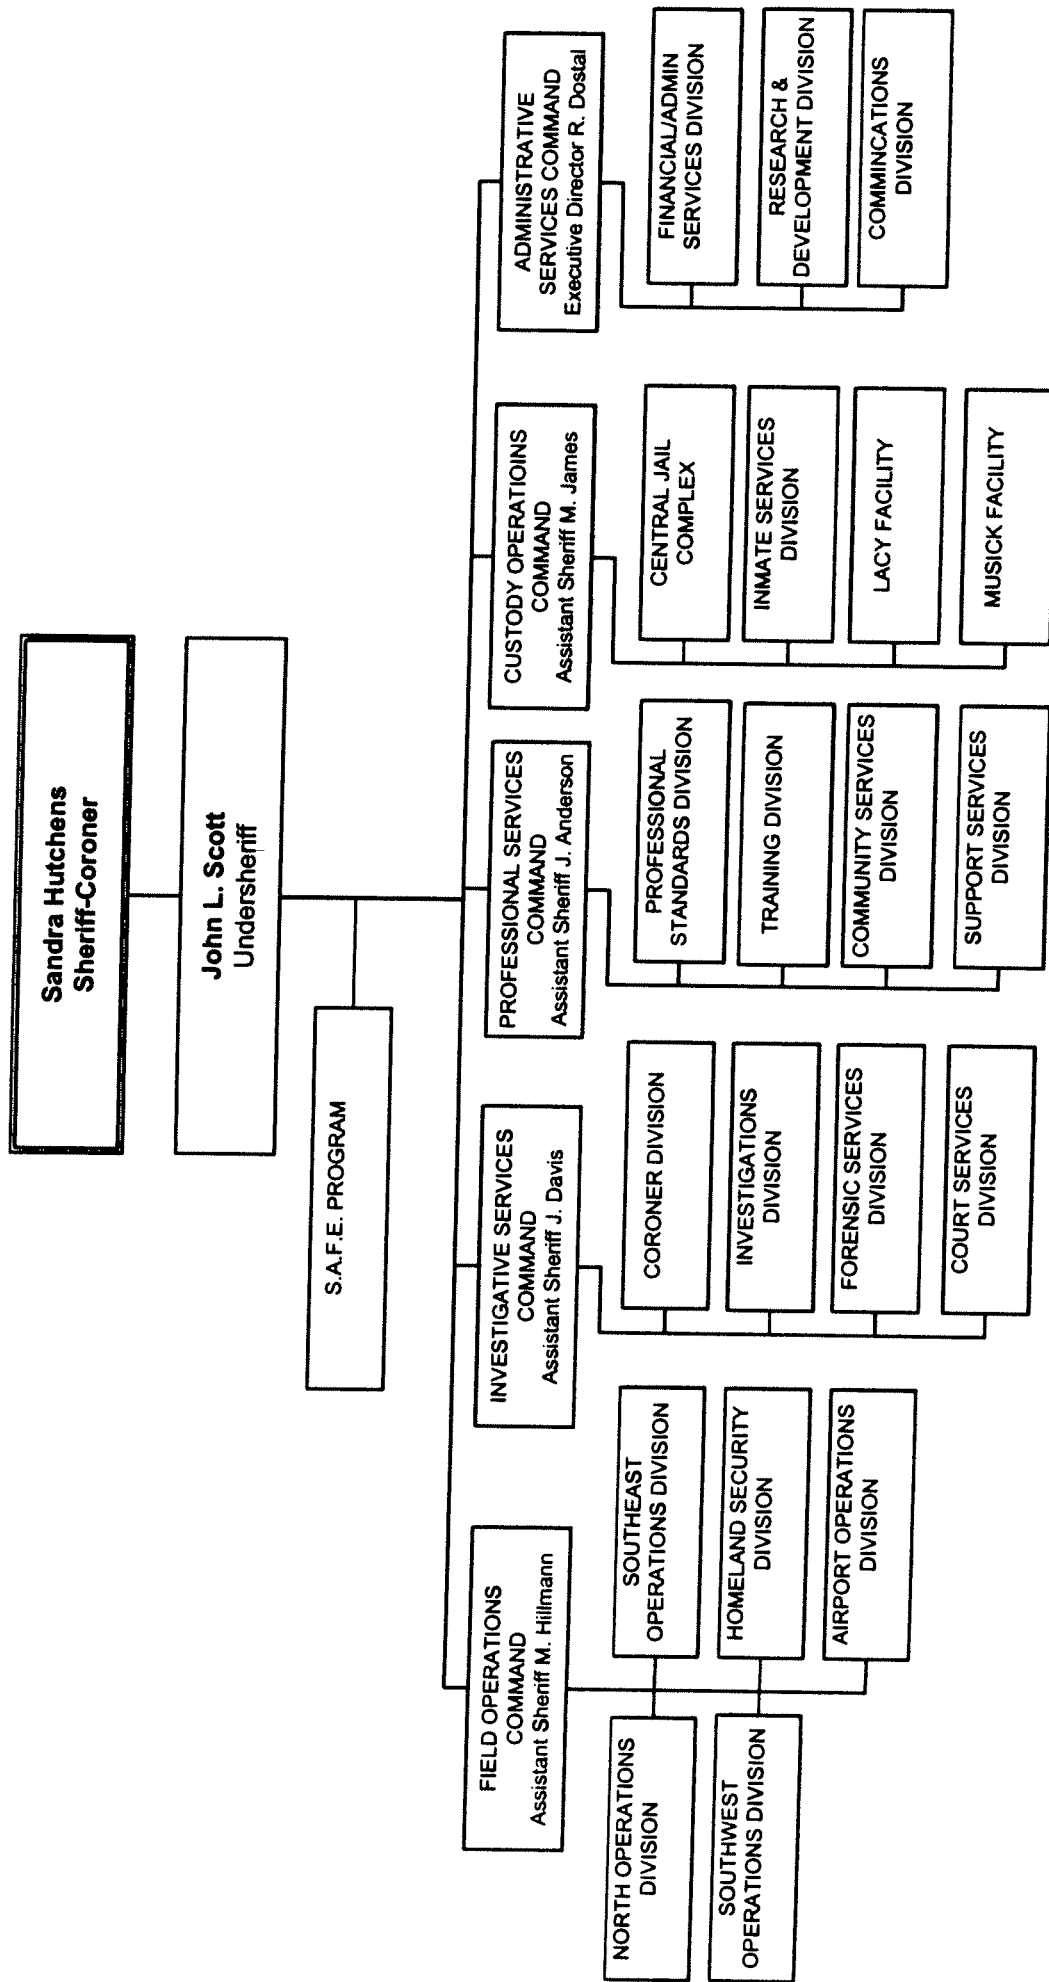 Sandra Hutchens
Sheriff-Coroner
John L. Scott
Undersheriff
S.A.F.E. PROGRAM
FIELD OPERATIONS
COMMAND
Assistant Sheriff M. Hillmann
NORTH OPERATIONS
DIVISION
SOUTHEAST
OPERATIONS DIVISION
SOUTHWEST
OPERATIONS DIVISION
HOMELAND SECURITY
DIVISION
AIRPORT OPERATIONS
DIVISION
INVESTIGATIVE SERVICES
COMMAND
Assistant Sheriff J. Davis
CORONER DIVISION
INVESTIGATIONS
DIVISION
FORENSIC SERVICES
DIVISION
COURT SERVICES
DIVISION
PROFESSIONAL SERVICES
COMMAND
Assistant Sheriff J. Anderson
PROFESSIONAL
STANDARDS DIVISION
TRAINING DIVISION
COMMUNITY SERVICES
DIVISION
SUPPORT SERVICES
DIVISION
CUSTODY OPERATIOINS
COMMAND
Assistant Sheriff M. James
CENTRAL JAIL
COMPLEX
INMATE SERVICES
DIVISION
LACY FACILITY
MUSICK FACILITY
ADMINISTRATIVE
SERVICES COMMAND
Executive Director R. Dostal
FINANCIAL/ADMIN
SERVICES DIVISION
RESEARCH &
DEVELOPMENT DIVISION
COMMINCATIONS
DIVISION